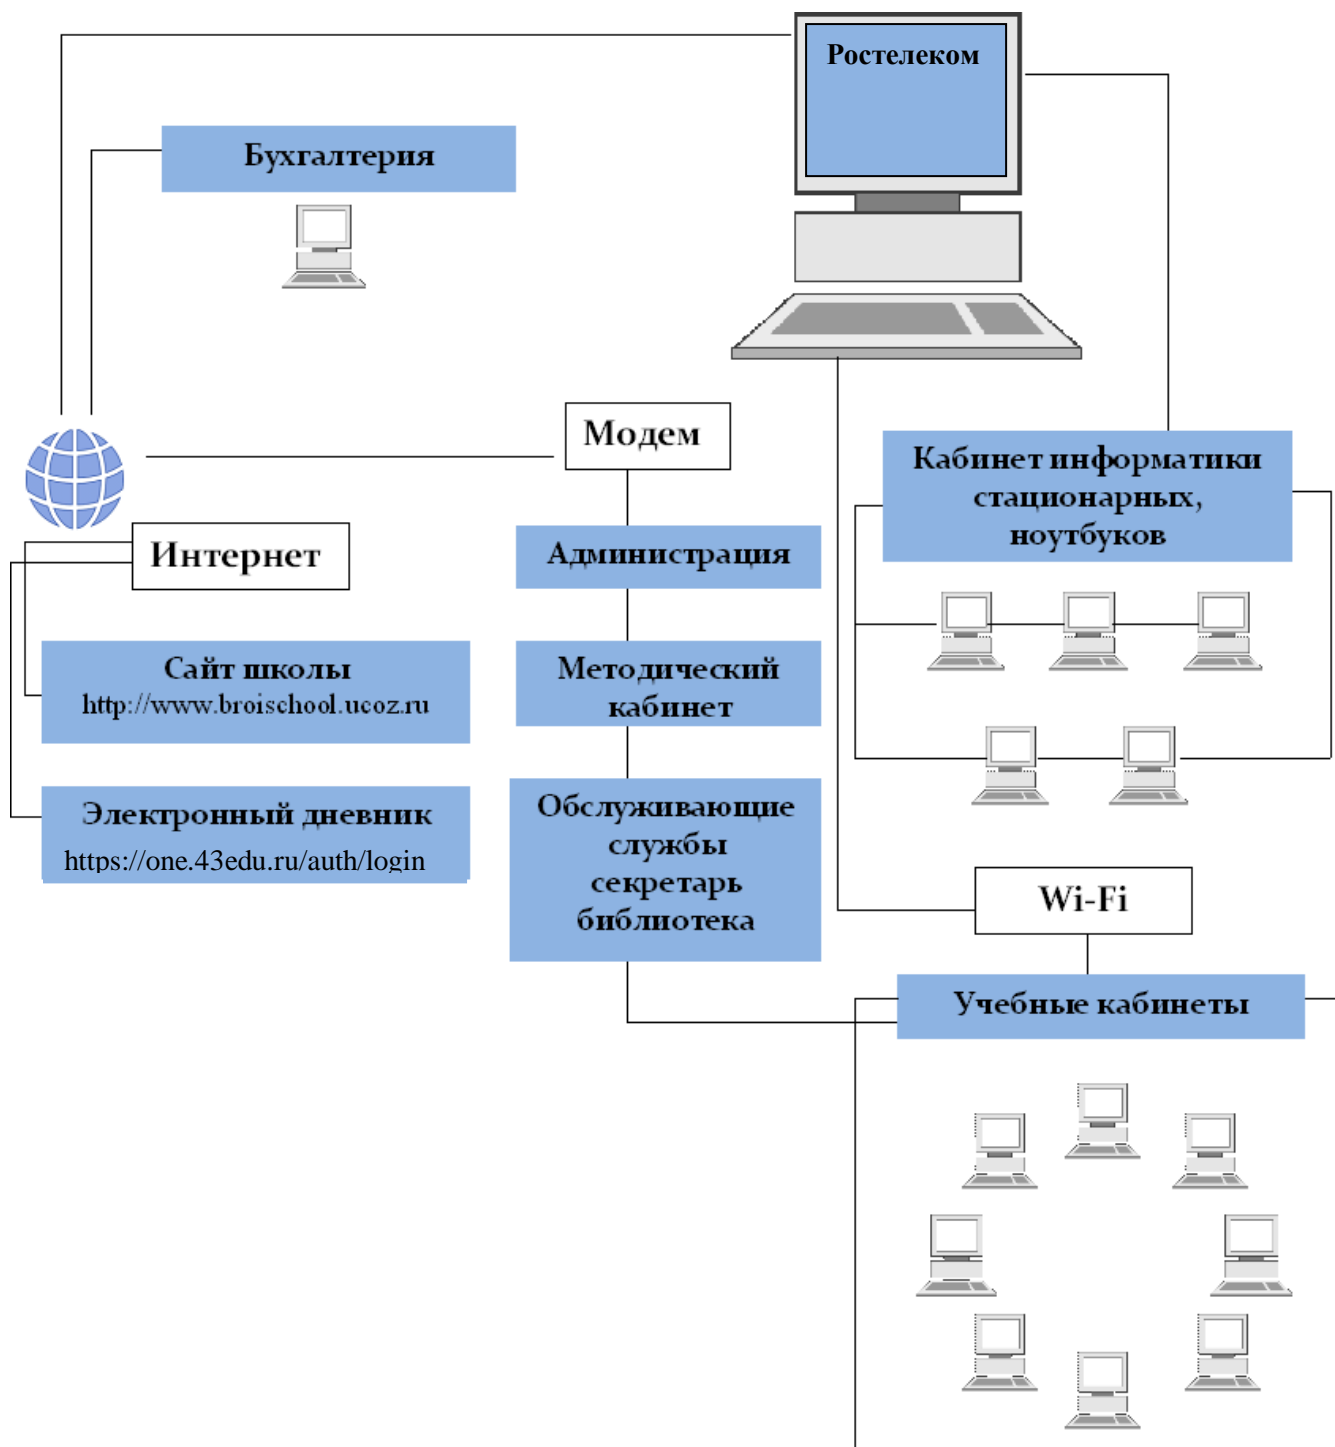 Ростелеком
Бухгалтерия
Модем
Кабинет информатики
стационарных,
ноутбуков
Интернет
Администрация
Сайт школы
http://www.broischool.ucoz.ru
Методический
кабинет
Электронный дневник
https://one.43edu.ru/auth/login
Обслуживающие
службы
секретарь
библиотека
Wi-Fi
Учебные кабинеты